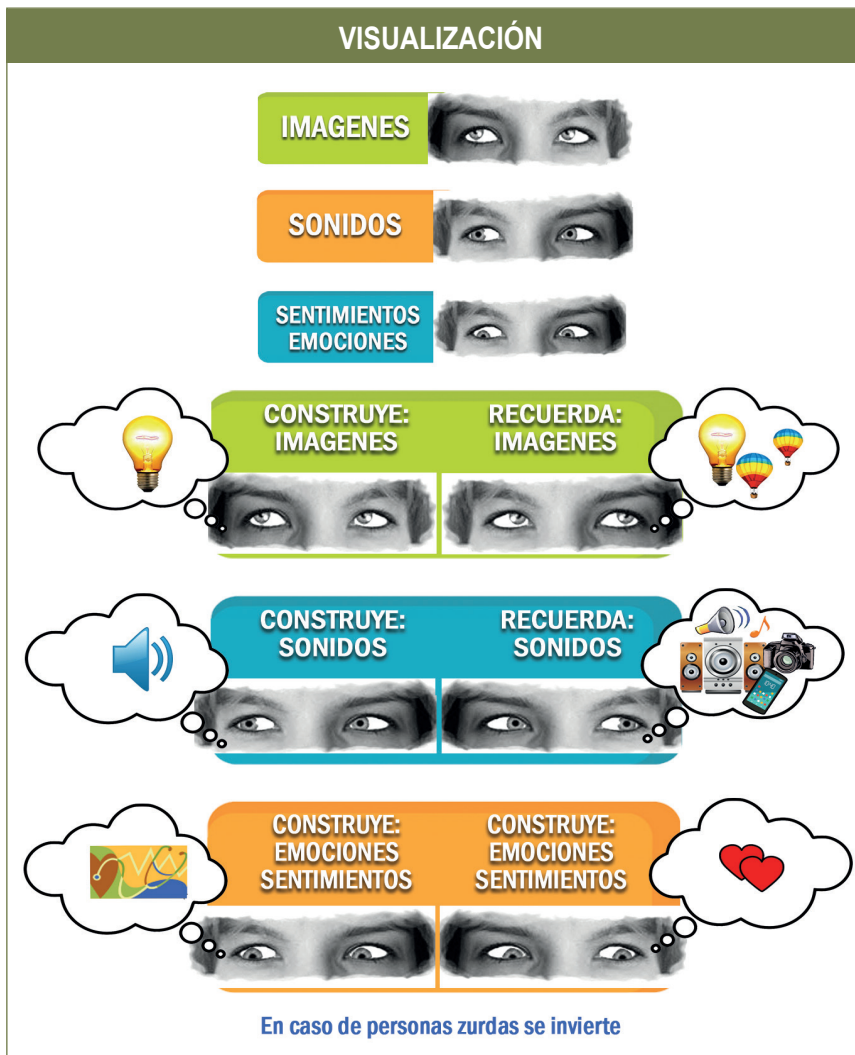 VISUALIZACIÓN
IMAGENES
SONIDOS
SENTIMIENTOS
EMOCIONES
CONSTRUYE:
IMAGENES
RECUERDA:
IMAGENES
CONSTRUYE:
SONIDOS
RECUERDA:
SONIDOS
CONSTRUYE:
EMOCIONES
SENTIMIENTOS
CONSTRUYE:
EMOCIONES
SENTIMIENTOS
En caso de personas zurdas se invierte